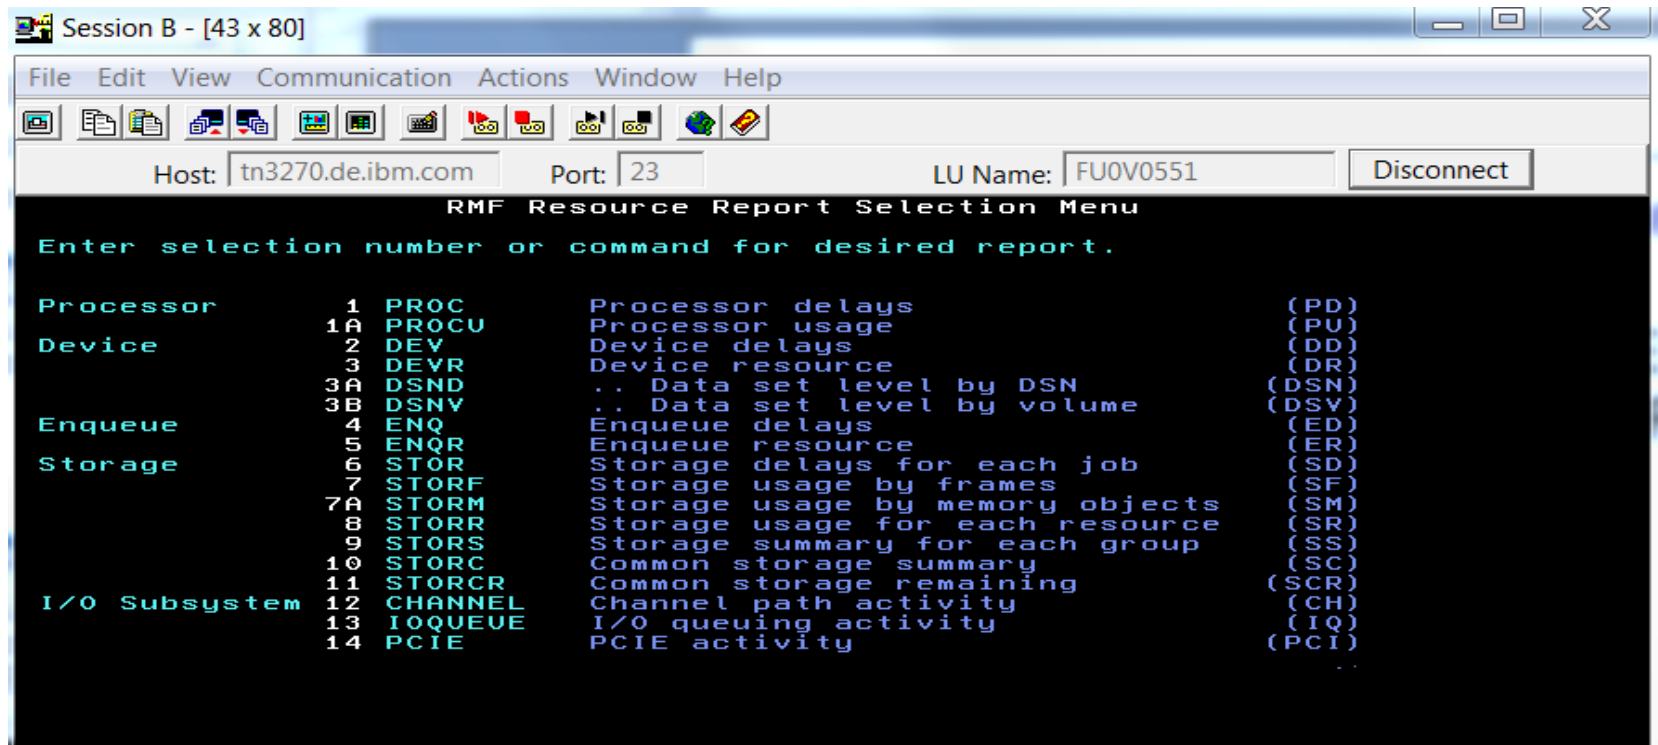 Session B - [43 x 80]
File Edit View Communication Actions Window Help
Host: tn3270.de.ibm.com Port: 23 LU Name: FU0V0551 Disconnect
RMF Resource Report Selection Menu
Enter selection number or command for desired report.
Processor 1 PROC Processor delays (PD)
1A PROCU Processor usage (PU)
Device 2 DEV Device delays (DD)
3 DEVR Device resource (DR)
3A DSND .. Data set level by DSN (DSN)
3B DSNV .. Data set level by volume (DSV)
Enqueue 4 ENQ Enqueue delays (ED)
5 ENQR Enqueue resource (ER)
Storage 6 STOR Storage delays for each job (SD)
7 STORF Storage usage by frames (SF)
7A STORM Storage usage by memory objects (SM)
8 STORR Storage usage for each resource (SR)
9 STORS Storage summary for each group (SS)
10 STORC Common storage summary (SC)
11 STORCR Common storage remaining (SCR)
I/O Subsystem 12 CHANNEL Channel path activity (CH)
13 IOQUEUE I/O queuing activity (IQ)
14 PCIE PCIE activity (PCI)